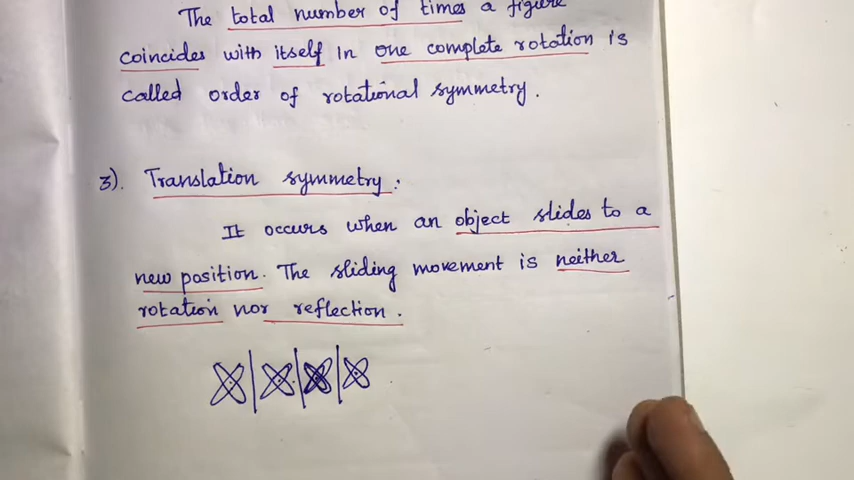 The total number of times a figure
coincides with itself in one complete rotation is
called order of rotational symmetry.
3). Translation symmetry:
It occurs when an object slides to a
new position. The sliding movement is neither
rotation nor reflection.